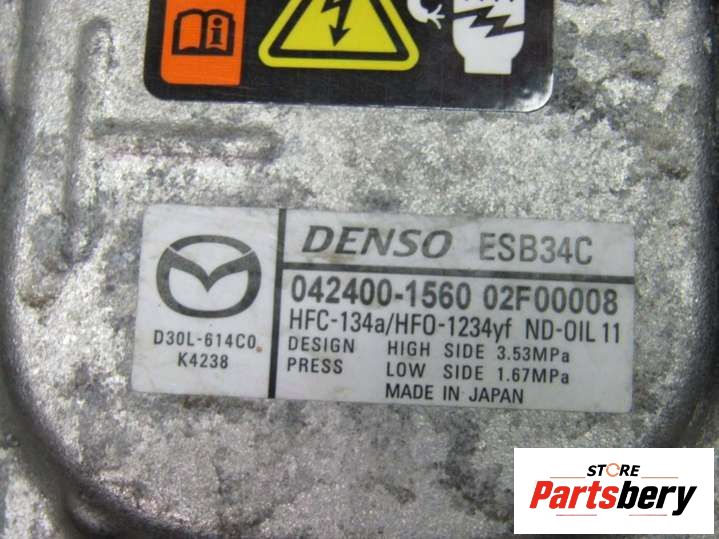 DENSO ESB34C
042400-1560 02F00008
HFC-134a/HFO-1234yf ND-OIL 11
DESIGN HIGH SIDE 3.53MPa
PRESS LOW SIDE 1.67MPa
MADE IN JAPAN
D30L-614C0
K4238
STORE
Partsbery